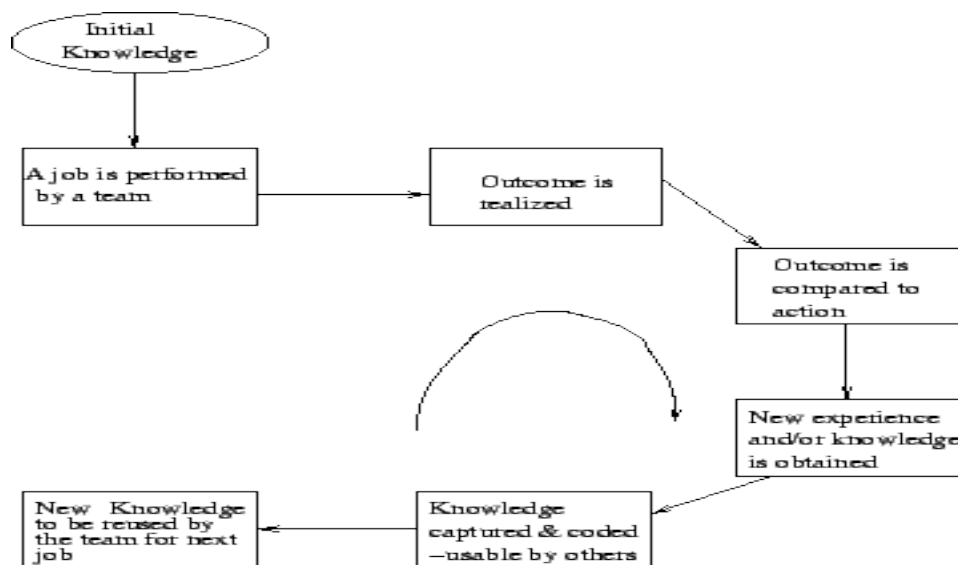 Initial
Knowledge
A job is performed
by a team
Outcome is
realized
Outcome is
compared to
action
New experience
and/or knowledge
is obtained
Knowledge
captured & coded
–usable by others
New Knowledge
to be reused by
the team for next
job